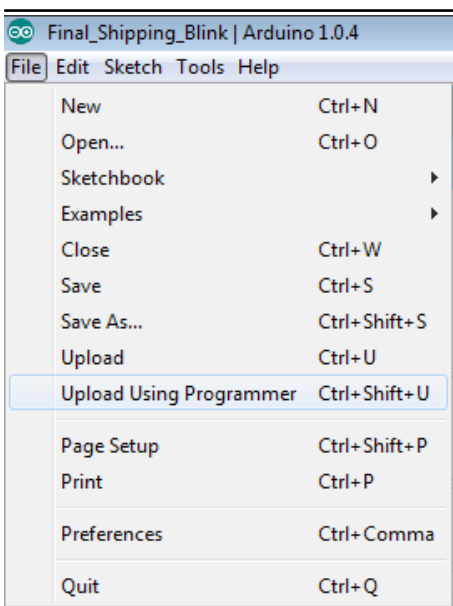 Final_Shipping_Blink | Arduino 1.0.4
File Edit Sketch Tools Help
New Ctrl+N
Open... Ctrl+O
Sketchbook
Examples
Close Ctrl+W
Save Ctrl+S
Save As... Ctrl+Shift+S
Upload Ctrl+U
Upload Using Programmer Ctrl+Shift+U
Page Setup Ctrl+Shift+P
Print Ctrl+P
Preferences Ctrl+Comma
Quit Ctrl+Q